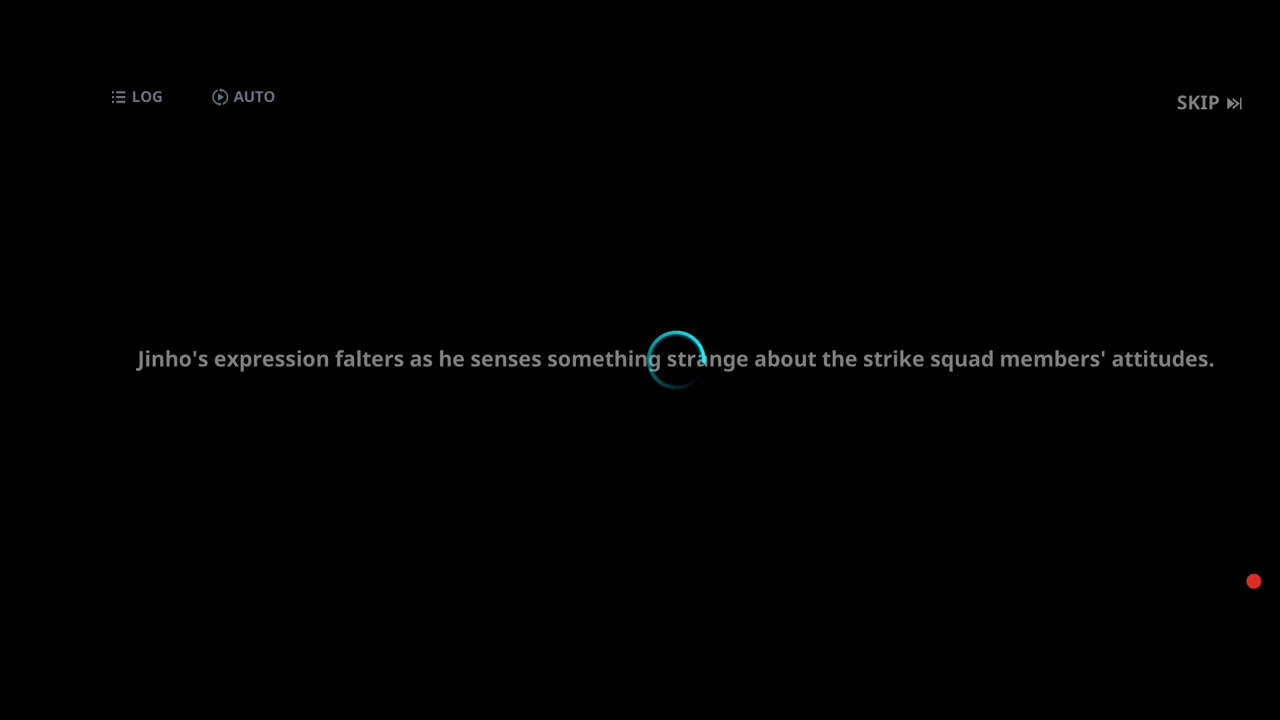 LOG
AUTO
SKIP
Jinho's expression falters as he senses something strange about the strike squad members' attitudes.